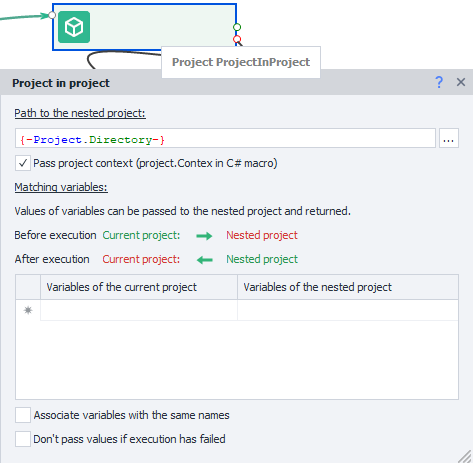 Project ProjectInProject
Project in project
?
Path to the nested project:
{-Project.Directory-}
...
Pass project context (project.Contex in C# macro)
Matching variables:
Values of variables can be passed to the nested project and returned.
Before execution Current project: Nested project
After execution Current project: Nested project
Variables of the current project Variables of the nested project
Associate variables with the same names
Don't pass values if execution has failed